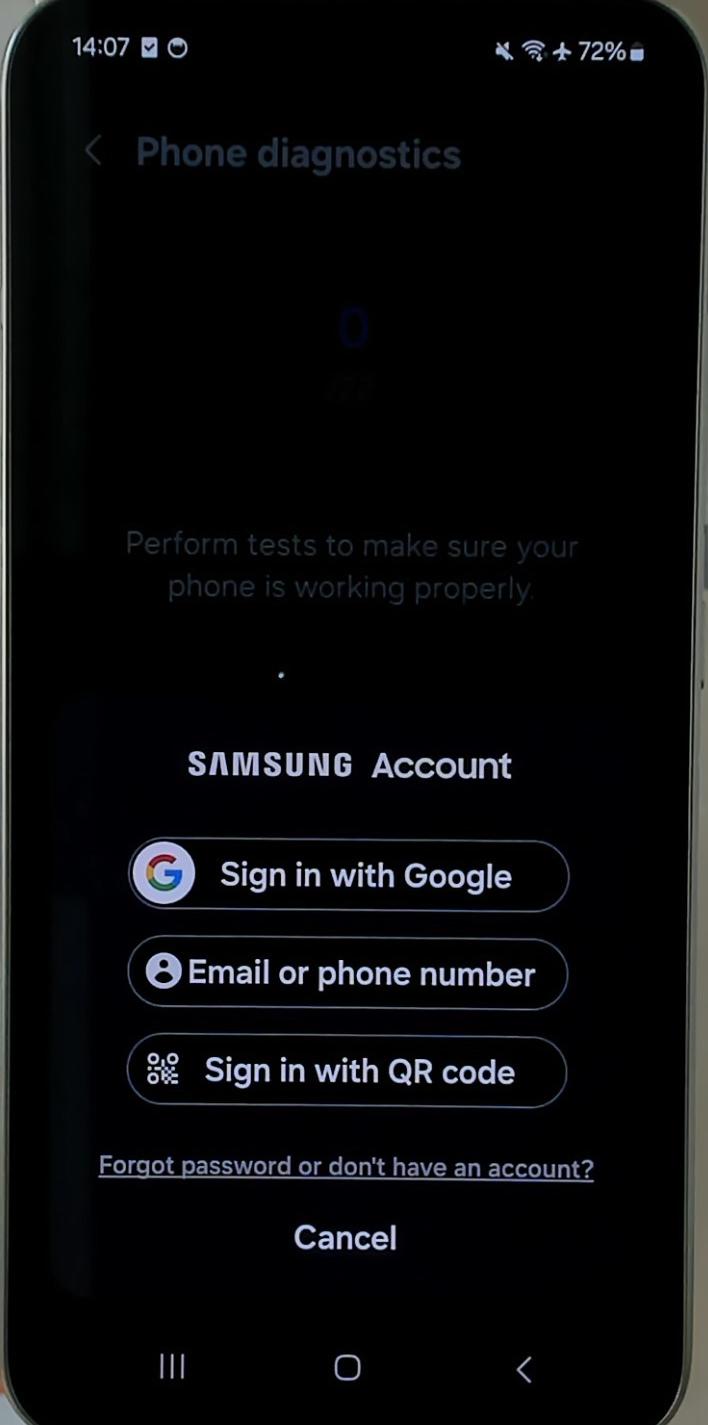 14:07 72%
Phone diagnostics
0
Perform tests to make sure your
phone is working properly.
SAMSUNG Account
Sign in with Google
Email or phone number
Sign in with QR code
Forgot password or don't have an account?
Cancel